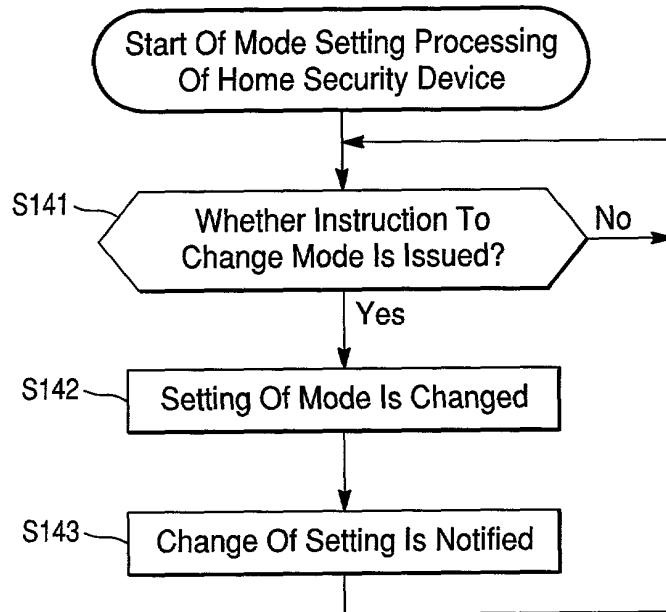 Start Of Mode Setting Processing
Of Home Security Device
S141
Whether Instruction To
Change Mode Is Issued?
No
Yes
S142
Setting Of Mode Is Changed
S143
Change Of Setting Is Notified